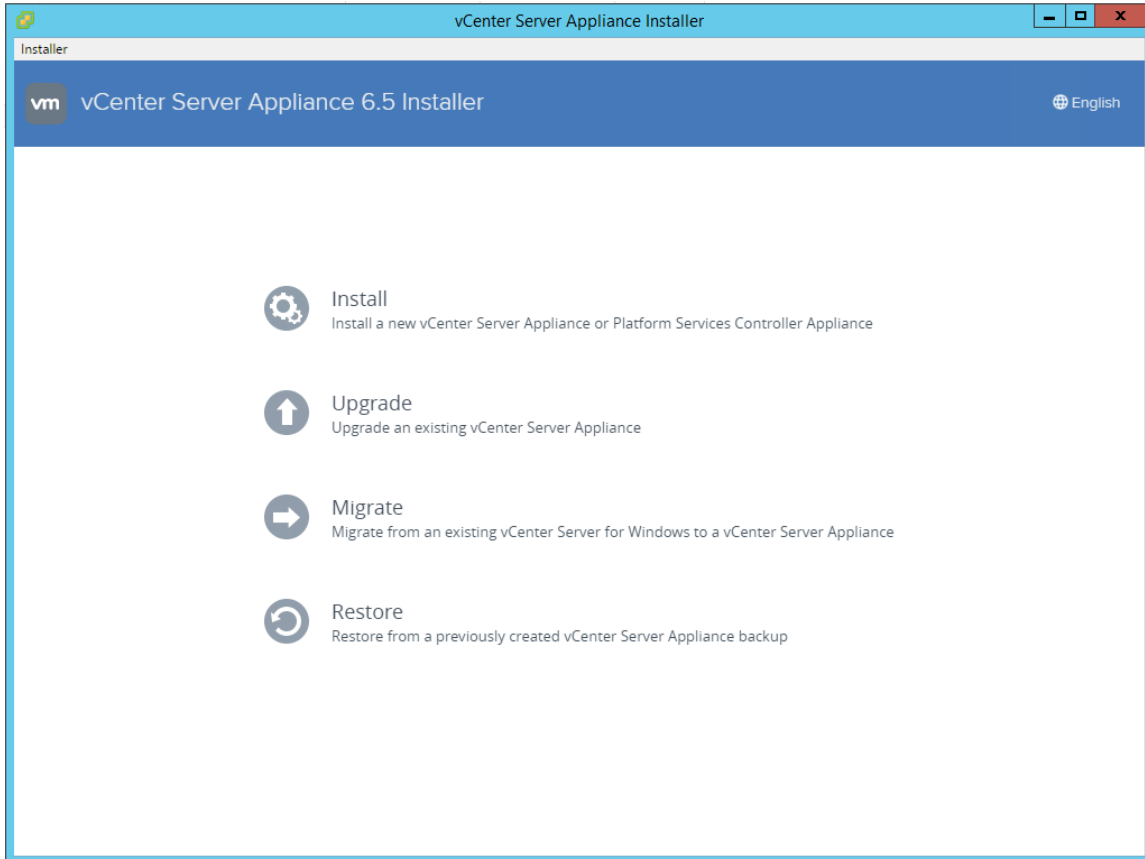 vCenter Server Appliance Installer
Installer
vm vCenter Server Appliance 6.5 Installer
English
Install
Install a new vCenter Server Appliance or Platform Services Controller Appliance
Upgrade
Upgrade an existing vCenter Server Appliance
Migrate
Migrate from an existing vCenter Server for Windows to a vCenter Server Appliance
Restore
Restore from a previously created vCenter Server Appliance backup